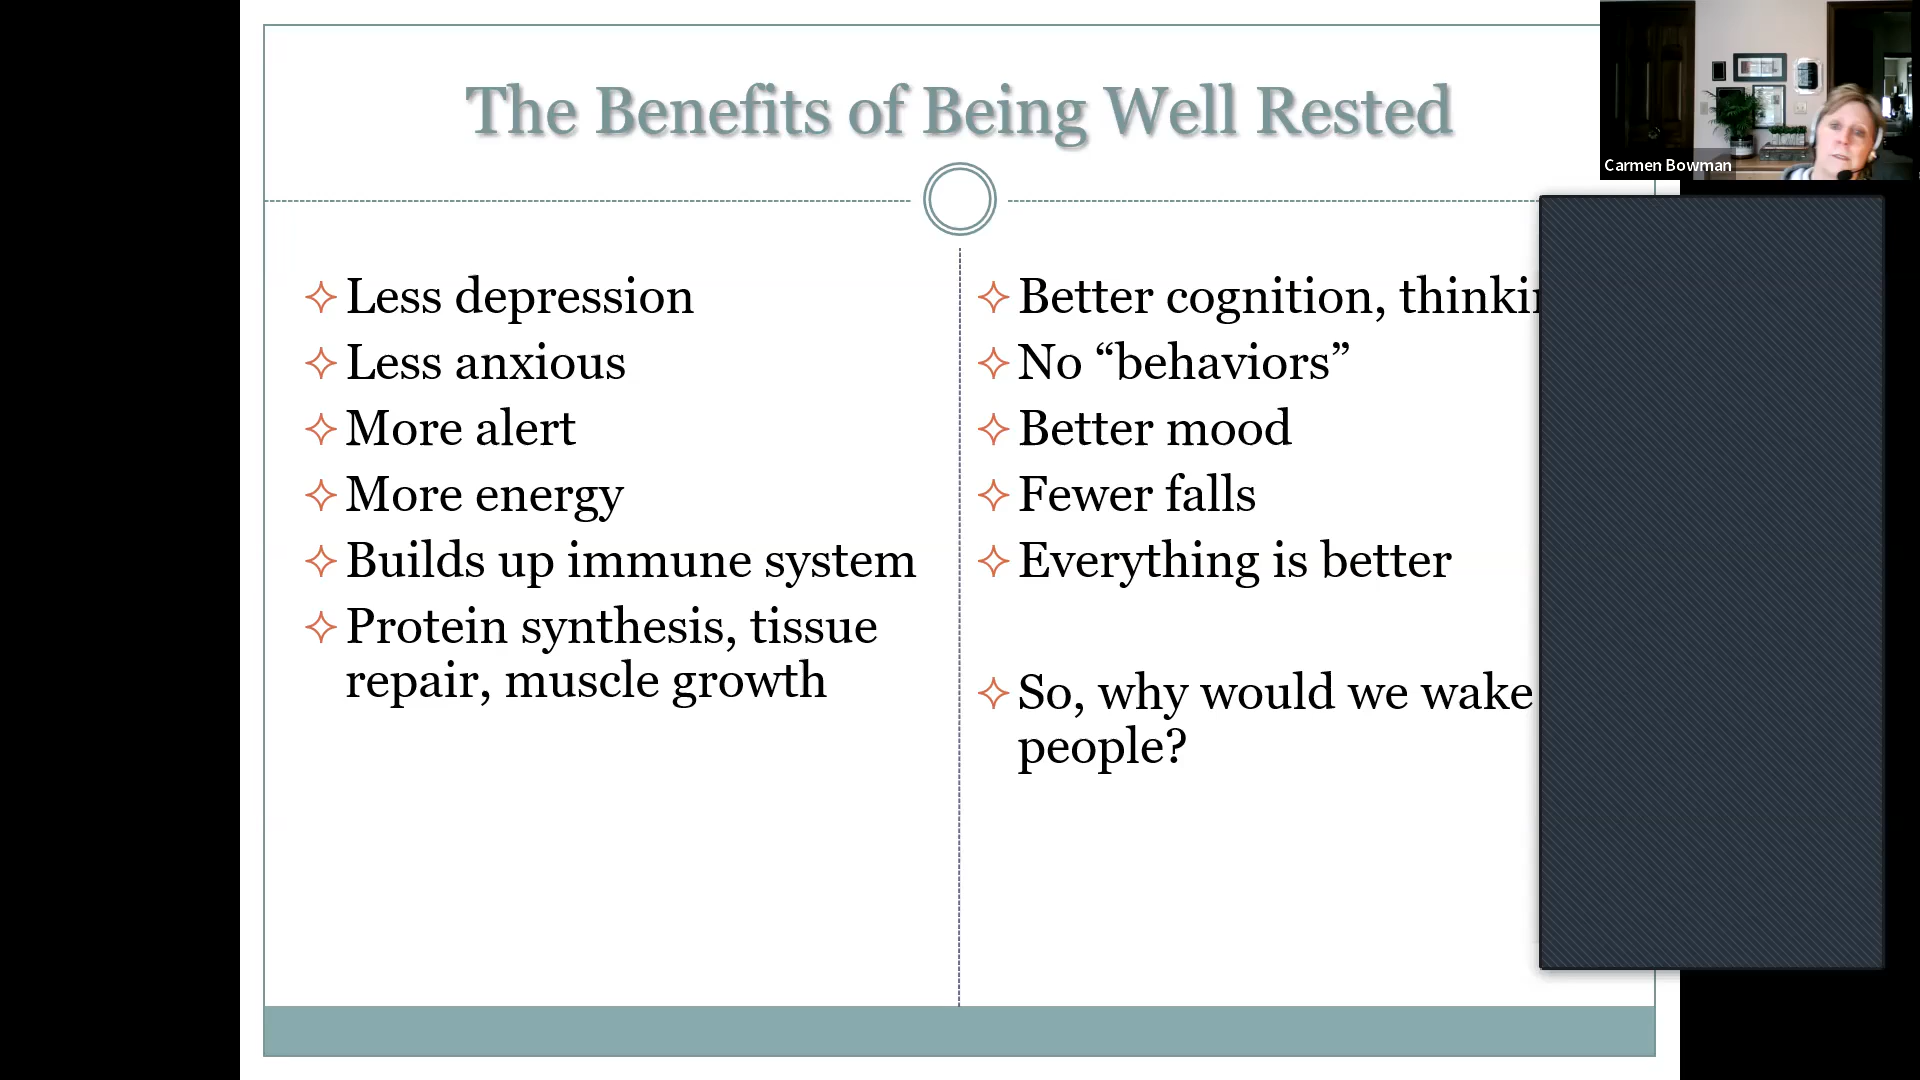 The Benefits of Being Well Rested
Carmen Bowman
Less depression
Less anxious
More alert
More energy
Builds up immune system
Protein synthesis, tissue
repair, muscle growth
Better cognition,
No “behaviors”
Better mood
Fewer falls
Everything is better
So, why would we wake
people?